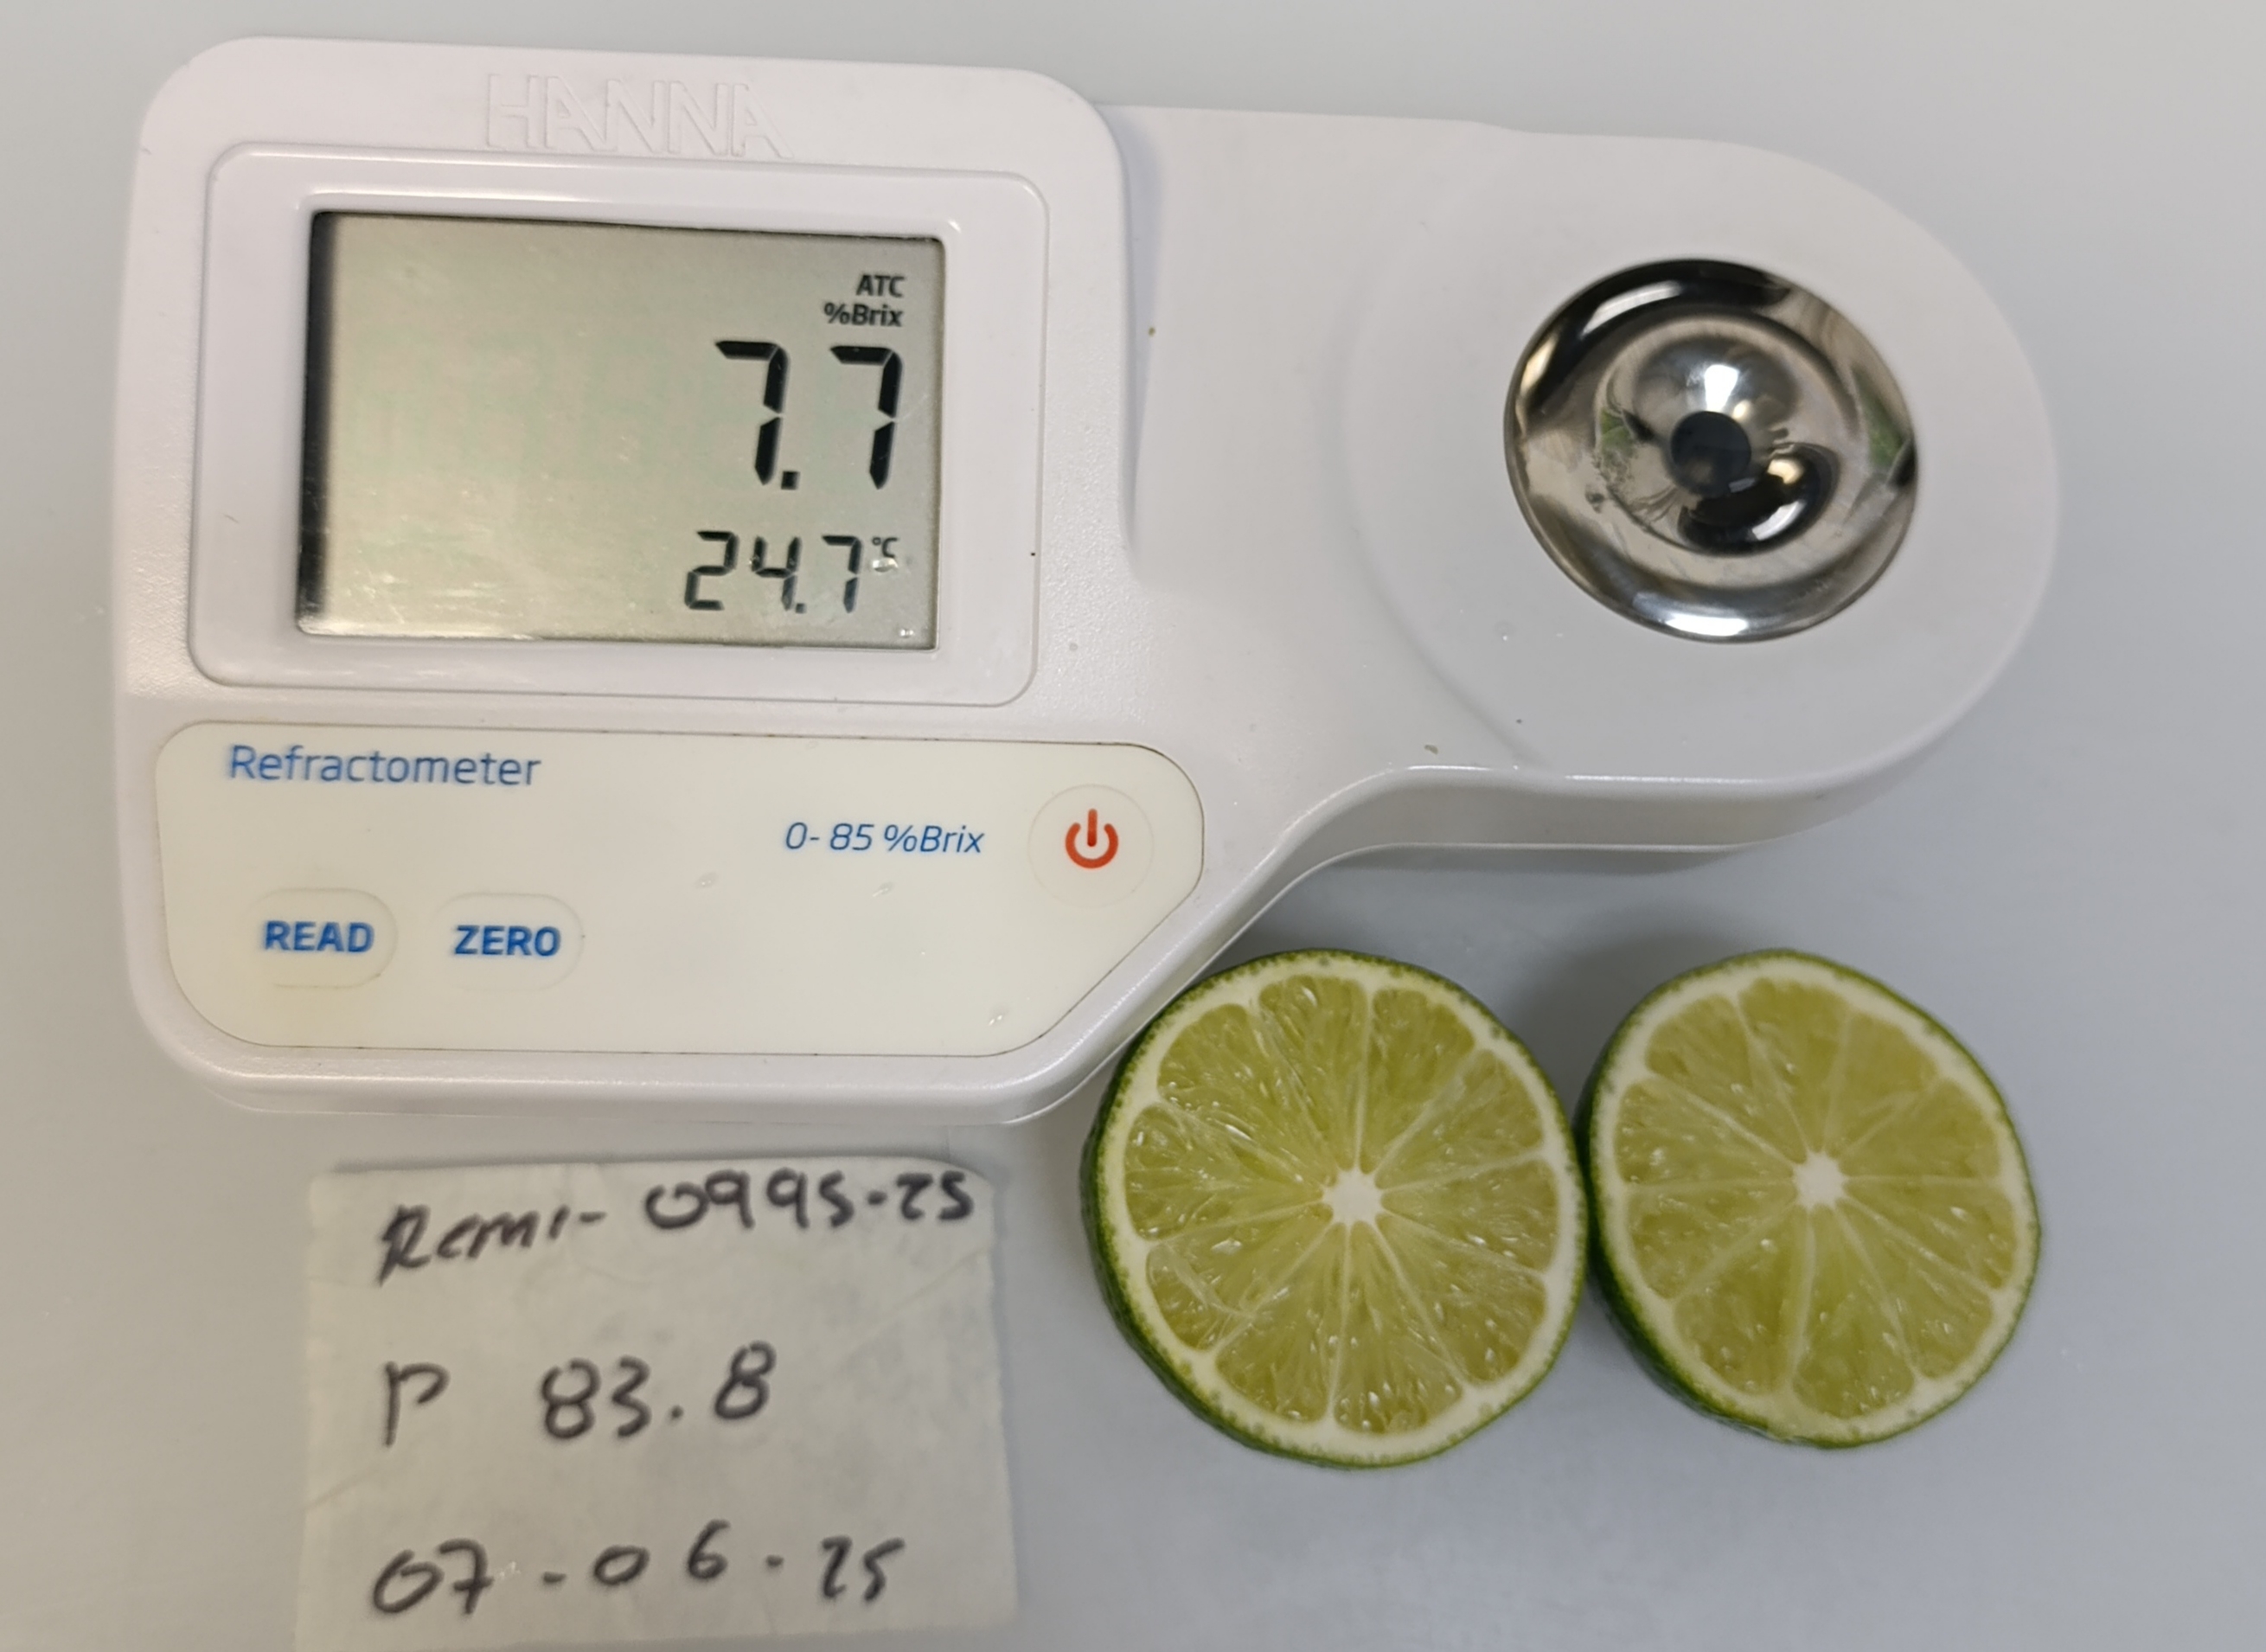 HANNA
ATC
%Brix
7.7
24.7°C
Refractometer
0-85 %Brix
READ
ZERO
Remi-0995-25
P 83.8
07-06-25